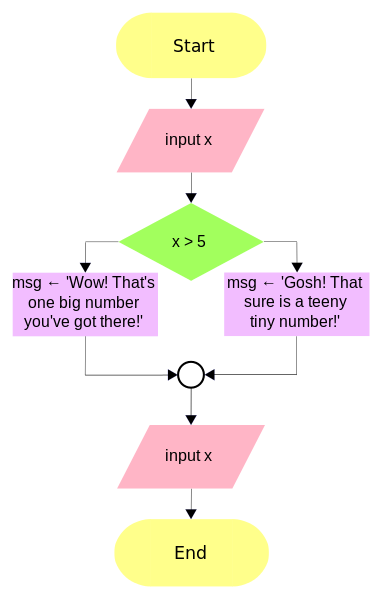 Start
input x
x > 5
msg ← 'Wow! That's
one big number
you've got there!'
msg ← 'Gosh! That
sure is a teeny
tiny number!'
input x
End